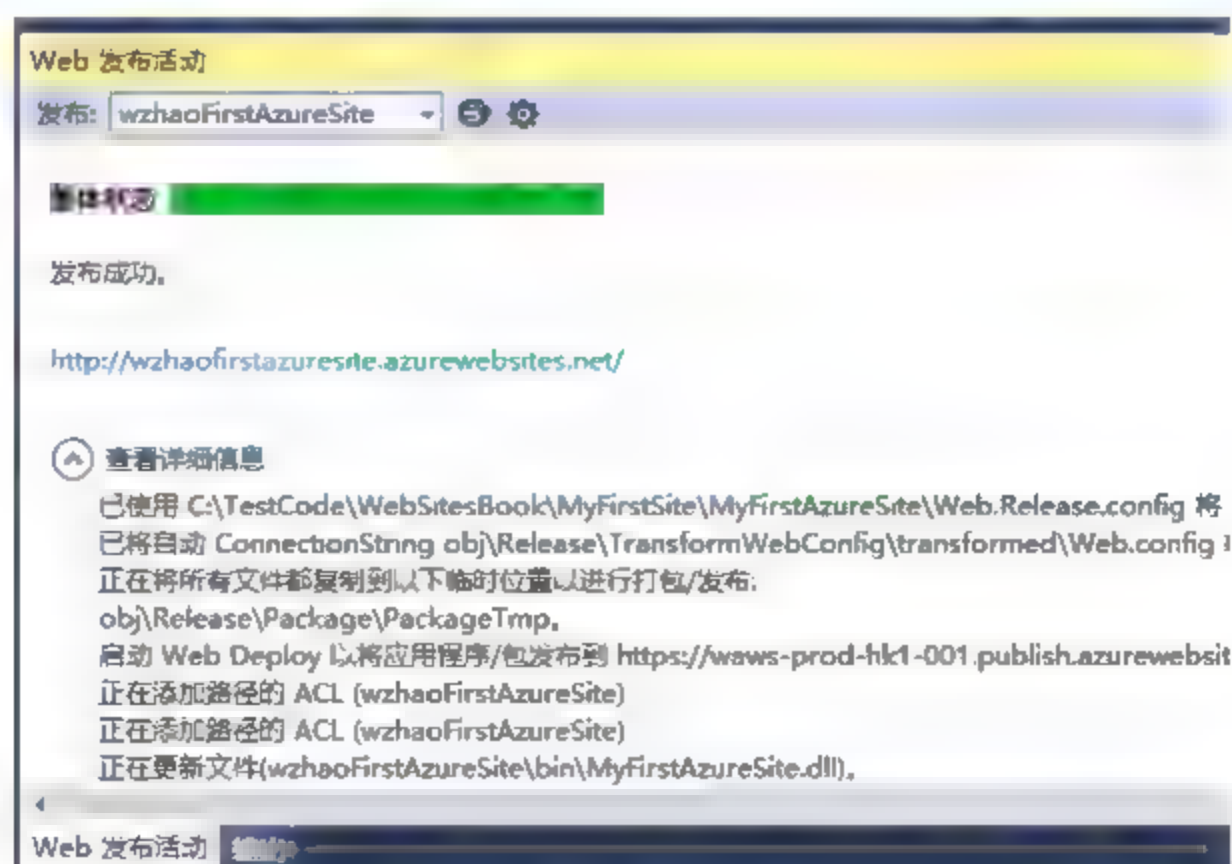 Web 发布活动
发布: wzhaoFirstAzureSite
整体状态
发布成功。
http://wzhaofirstazuresite.azurewebsites.net/
查看详细信息
已使用 C:\TestCode\WebSitesBook\MyFirstSite\MyFirstAzureSite\Web.Release.config 将
已将自动 ConnectionString obj\Release\TransformWebConfig\transformed\Web.config
正在将所有文件都复制到以下临时位置以进行打包/发布:
obj\Release\Package\PackageTmp。
启动 Web Deploy 以将应用程序/包发布到 https://waws-prod-hk1-001.publish.azurewebsit
正在添加路径的 ACL (wzhaoFirstAzureSite)
正在添加路径的 ACL (wzhaoFirstAzureSite)
正在更新文件(wzhaoFirstAzureSite\bin\MyFirstAzureSite.dll)。
Web 发布活动